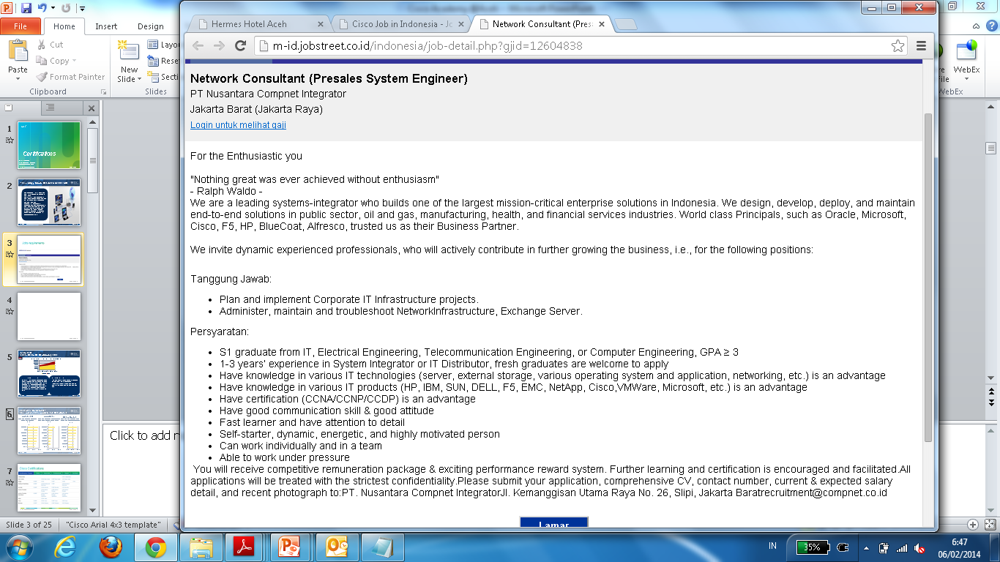 File
Home
Insert
Design
Cut
Copy
Format Painter
Paste
Clipboard
New
Slide
Layou
Reset
Secti
Slides
WebEx
WebEx
Hermes Hotel Aceh
Cisco Job in Indonesia - Jo
Network Consultant (Pres
m-id.jobstreet.co.id/indonesia/job-detail.php?gjid=12604838
Network Consultant (Presales System Engineer)
PT Nusantara Compnet Integrator
Jakarta Barat (Jakarta Raya)
Login untuk melihat gaji
For the Enthusiastic you
"Nothing great was ever achieved without enthusiasm"
- Ralph Waldo -
We are a leading systems-integrator who builds one of the largest mission-critical enterprise solutions in Indonesia. We design, develop, deploy, and maintain
end-to-end solutions in public sector, oil and gas, manufacturing, health, and financial services industries. World class Principals, such as Oracle, Microsoft,
Cisco, F5, HP, BlueCoat, Alfresco, trusted us as their Business Partner.
We invite dynamic experienced professionals, who will actively contribute in further growing the business, i.e., for the following positions:
Tanggung Jawab:
• Plan and implement Corporate IT Infrastructure projects.
• Administer, maintain and troubleshoot NetworkInfrastructure, Exchange Server.
Persyaratan:
• S1 graduate from IT, Electrical Engineering, Telecommunication Engineering, or Computer Engineering, GPA ≥ 3
• 1-3 years' experience in System Integrator or IT Distributor, fresh graduates are welcome to apply
• Have knowledge in various IT technologies (server, external storage, various operating system and application, networking, etc.) is an advantage
• Have knowledge in various IT products (HP, IBM, SUN, DELL, F5, EMC, NetApp, Cisco,VMWare, Microsoft, etc.) is an advantage
• Have certification (CCNA/CCNP/CCDP) is an advantage
• Have good communication skill & good attitude
• Fast learner and have attention to detail
• Self-starter, dynamic, energetic, and highly motivated person
• Can work individually and in a team
• Able to work under pressure
You will receive competitive remuneration package & exciting performance reward system. Further learning and certification is encouraged and facilitated.All
applications will be treated with the strictest confidentiality.Please submit your application, comprehensive CV, contact number, current & expected salary
detail, and recent photograph to:PT Nusantara Compnet IntegratorJl. Kemanggisan Utama Raya No. 26, Slipi, Jakarta Baratrecruitment@compnet.co.id
Lamar
1
Certifications
2
3
4
5
6
7
Cisco Certifications
Click to add n
Slide 3 of 25
"Cisco Arial 4x3 template"
IN
35%
6:47
06/02/2014